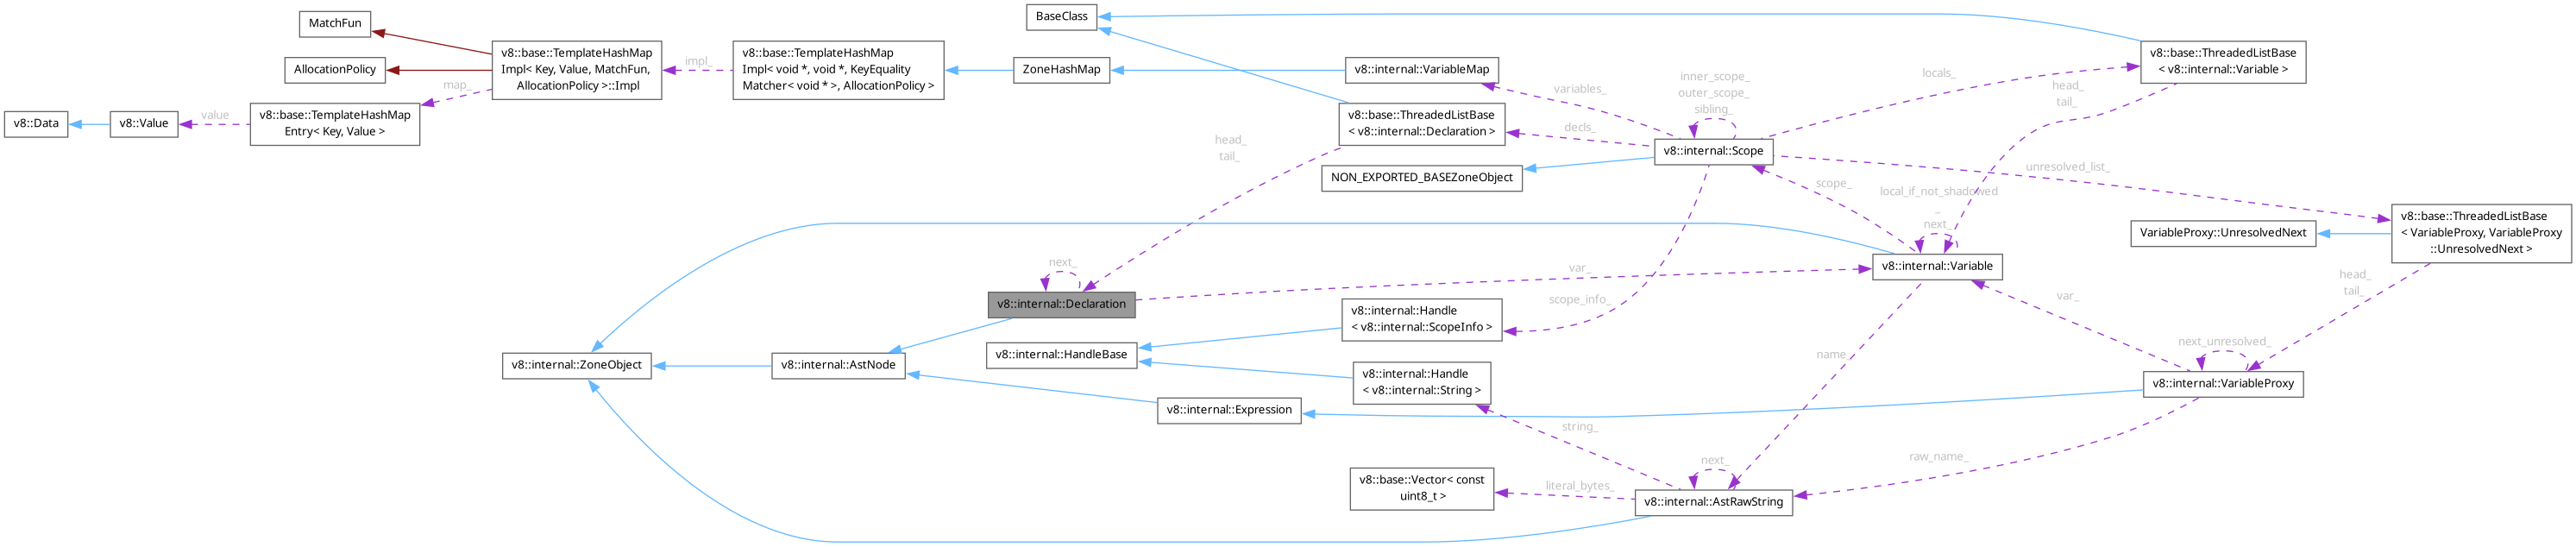 BaseClass
MatchFun
v8::base::TemplateHashMap
Impl< Key, Value, MatchFun,
AllocationPolicy >::Impl
AllocationPolicy
impl_
v8::base::TemplateHashMap
Impl< void *, void *, KeyEquality
Matcher< void * >, AllocationPolicy >
ZoneHashMap
v8::internal::VariableMap
variables_
inner_scope_
outer_scope_
sibling_
locals_
v8::base::ThreadedListBase
< v8::internal::Variable >
head_
tail_
map_
v8::Data
v8::Value
value
v8::base::TemplateHashMap
Entry< Key, Value >
v8::base::ThreadedListBase
< v8::internal::Declaration >
decls_
v8::internal::Scope
head_
tail_
NON_EXPORTED_BASEZoneObject
unresolved_list_
scope_
local_if_not_shadowed
_
next_
VariableProxy::UnresolvedNext
v8::base::ThreadedListBase
< VariableProxy, VariableProxy
::UnresolvedNext >
next_
v8::internal::Declaration
var_
v8::internal::Variable
head_
tail_
scope_info_
v8::internal::Handle
< v8::internal::ScopeInfo >
var_
v8::internal::ZoneObject
v8::internal::AstNode
v8::internal::HandleBase
name_
next_unresolved_
v8::internal::Handle
< v8::internal::String >
v8::internal::VariableProxy
v8::internal::Expression
string_
raw_name_
next_
v8::base::Vector< const
uint8_t >
literal_bytes_
v8::internal::AstRawString